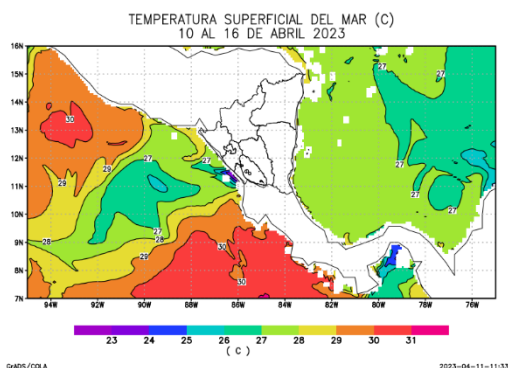 TEMPERATURA SUPERFICIAL DEL MAR (C)
10 AL 16 DE ABRIL 2023
16N
15N
14N
13N
12N
11N
10N
9N
8N
7N
27
27
30
27
27
29
29
26
27
27
30
28
28
29
30
94W 92W 90W 88W 86W 84W 82W 80W 78W 76W
23 24 25 26 27 28 29 30 31
(C)
GrADS/COLA
2023-04-11-11:33